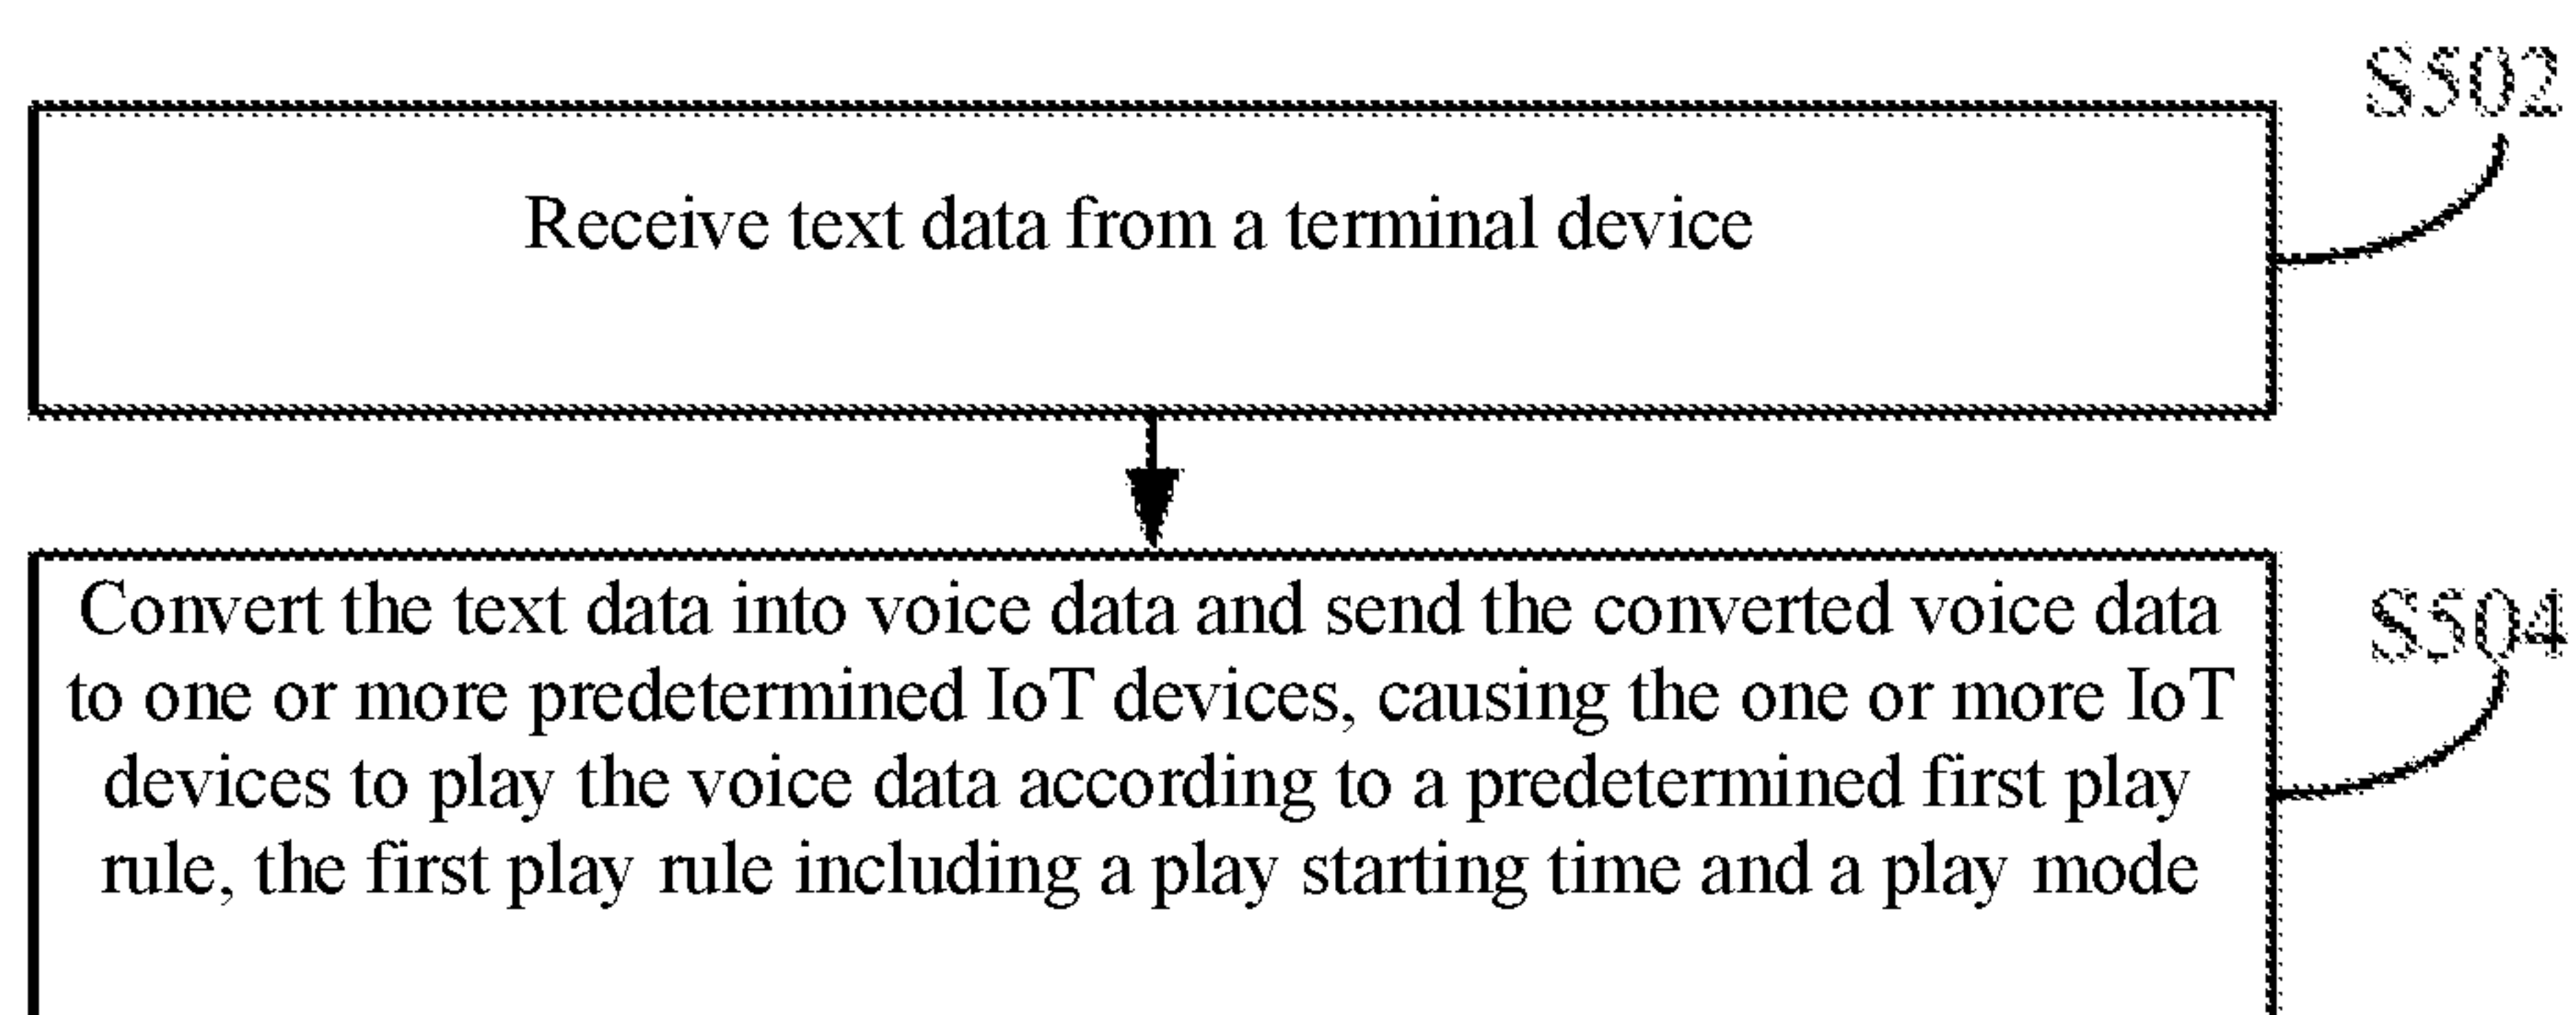 S502
Receive text data from a terminal device
Convert the text data into voice data and send the converted voice data
S504
to one or more predetermined IoT devices, causing the one or more IoT
devices to play the voice data according to a predetermined first play
rule, the first play rule including a play starting time and a play mode